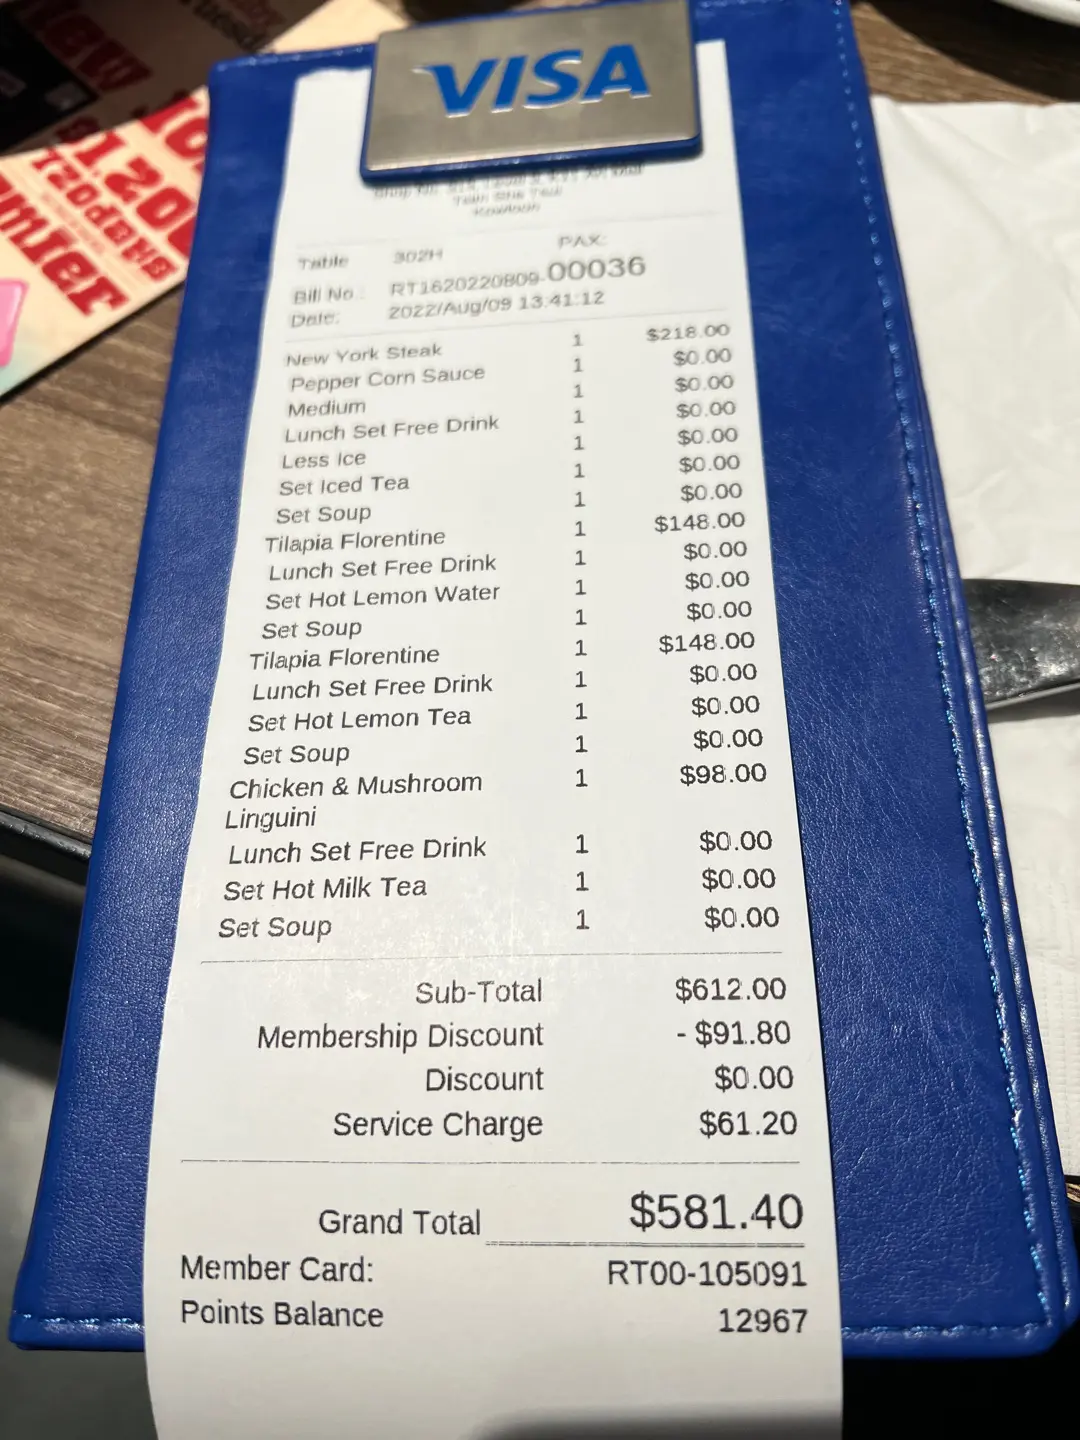 VISA
Tsim Sha Tsui
Kowloon
Table 302H PAX:
Bill No.: RT1620220809-00036
Date: 2022/Aug/09 13:41:12
New York Steak 1 $218.00
Pepper Corn Sauce 1 $0.00
Medium 1 $0.00
Lunch Set Free Drink 1 $0.00
Less Ice 1 $0.00
Set Iced Tea 1 $0.00
Set Soup 1 $0.00
Tilapia Florentine 1 $148.00
Lunch Set Free Drink 1 $0.00
Set Hot Lemon Water 1 $0.00
Set Soup 1 $0.00
Tilapia Florentine 1 $148.00
Lunch Set Free Drink 1 $0.00
Set Hot Lemon Tea 1 $0.00
Set Soup 1 $0.00
Chicken & Mushroom 1 $98.00
Linguini
Lunch Set Free Drink 1 $0.00
Set Hot Milk Tea 1 $0.00
Set Soup 1 $0.00
Sub-Total $612.00
Membership Discount - $91.80
Discount $0.00
Service Charge $61.20
Grand Total $581.40
Member Card: RT00-105091
Points Balance 12967